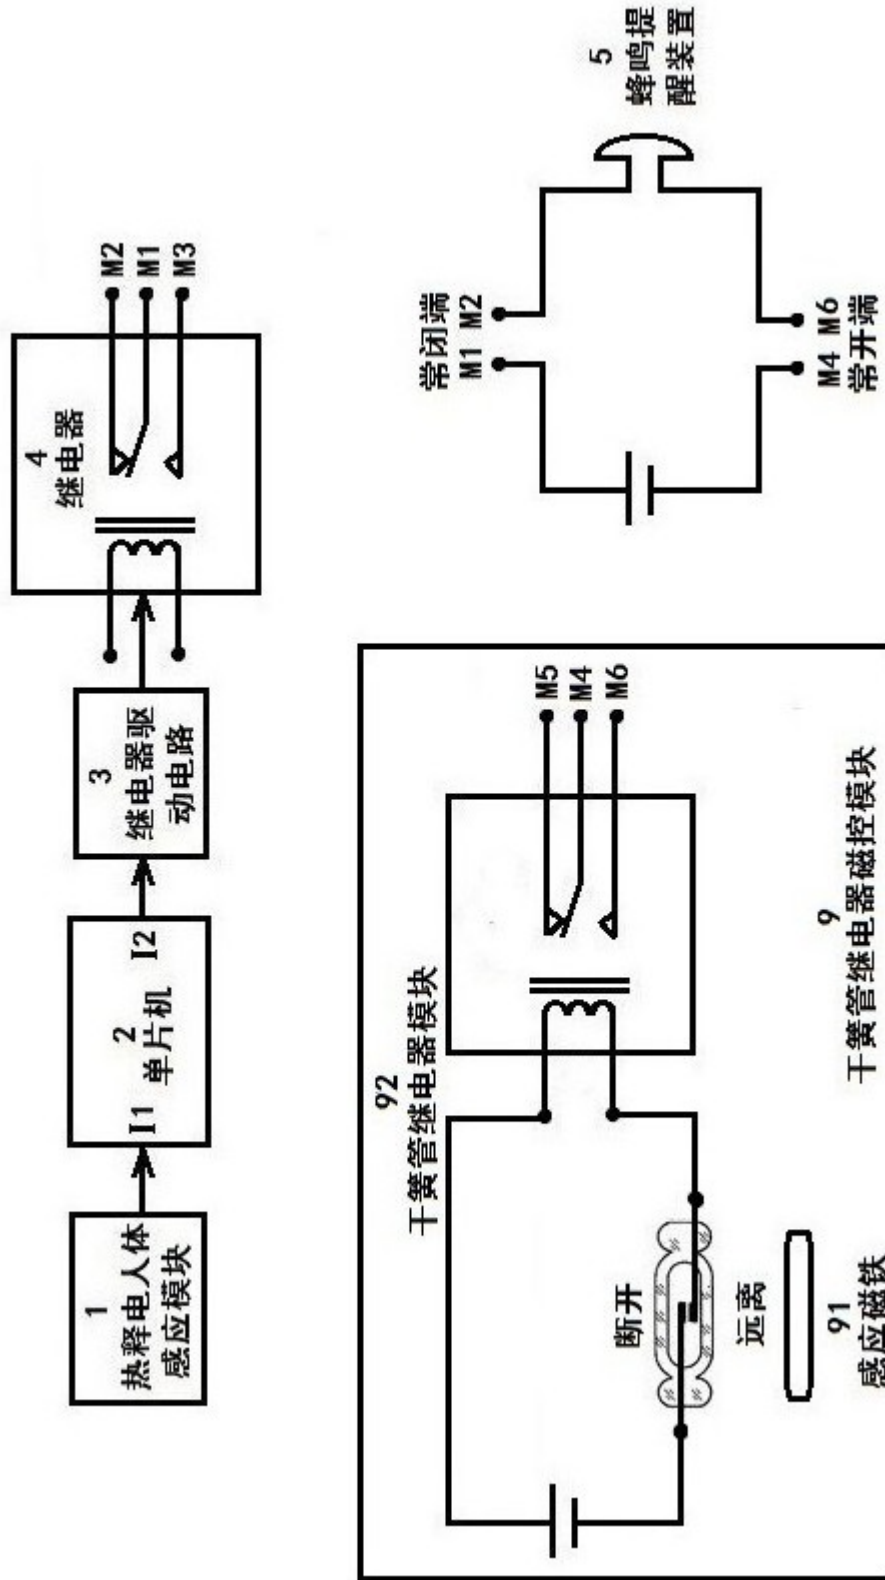 1
热释电人体
感应模块
I1
2
单片机
I2
3
继电器驱
动电路
4
继电器
M2
M1
M3
92
干簧管继电器模块
断开
远离
91
感应磁铁
M5
M4
M6
9
干簧管继电器磁控模块
常闭端
M1 M2
M4 M6
常开端
5
蜂鸣提
醒装置